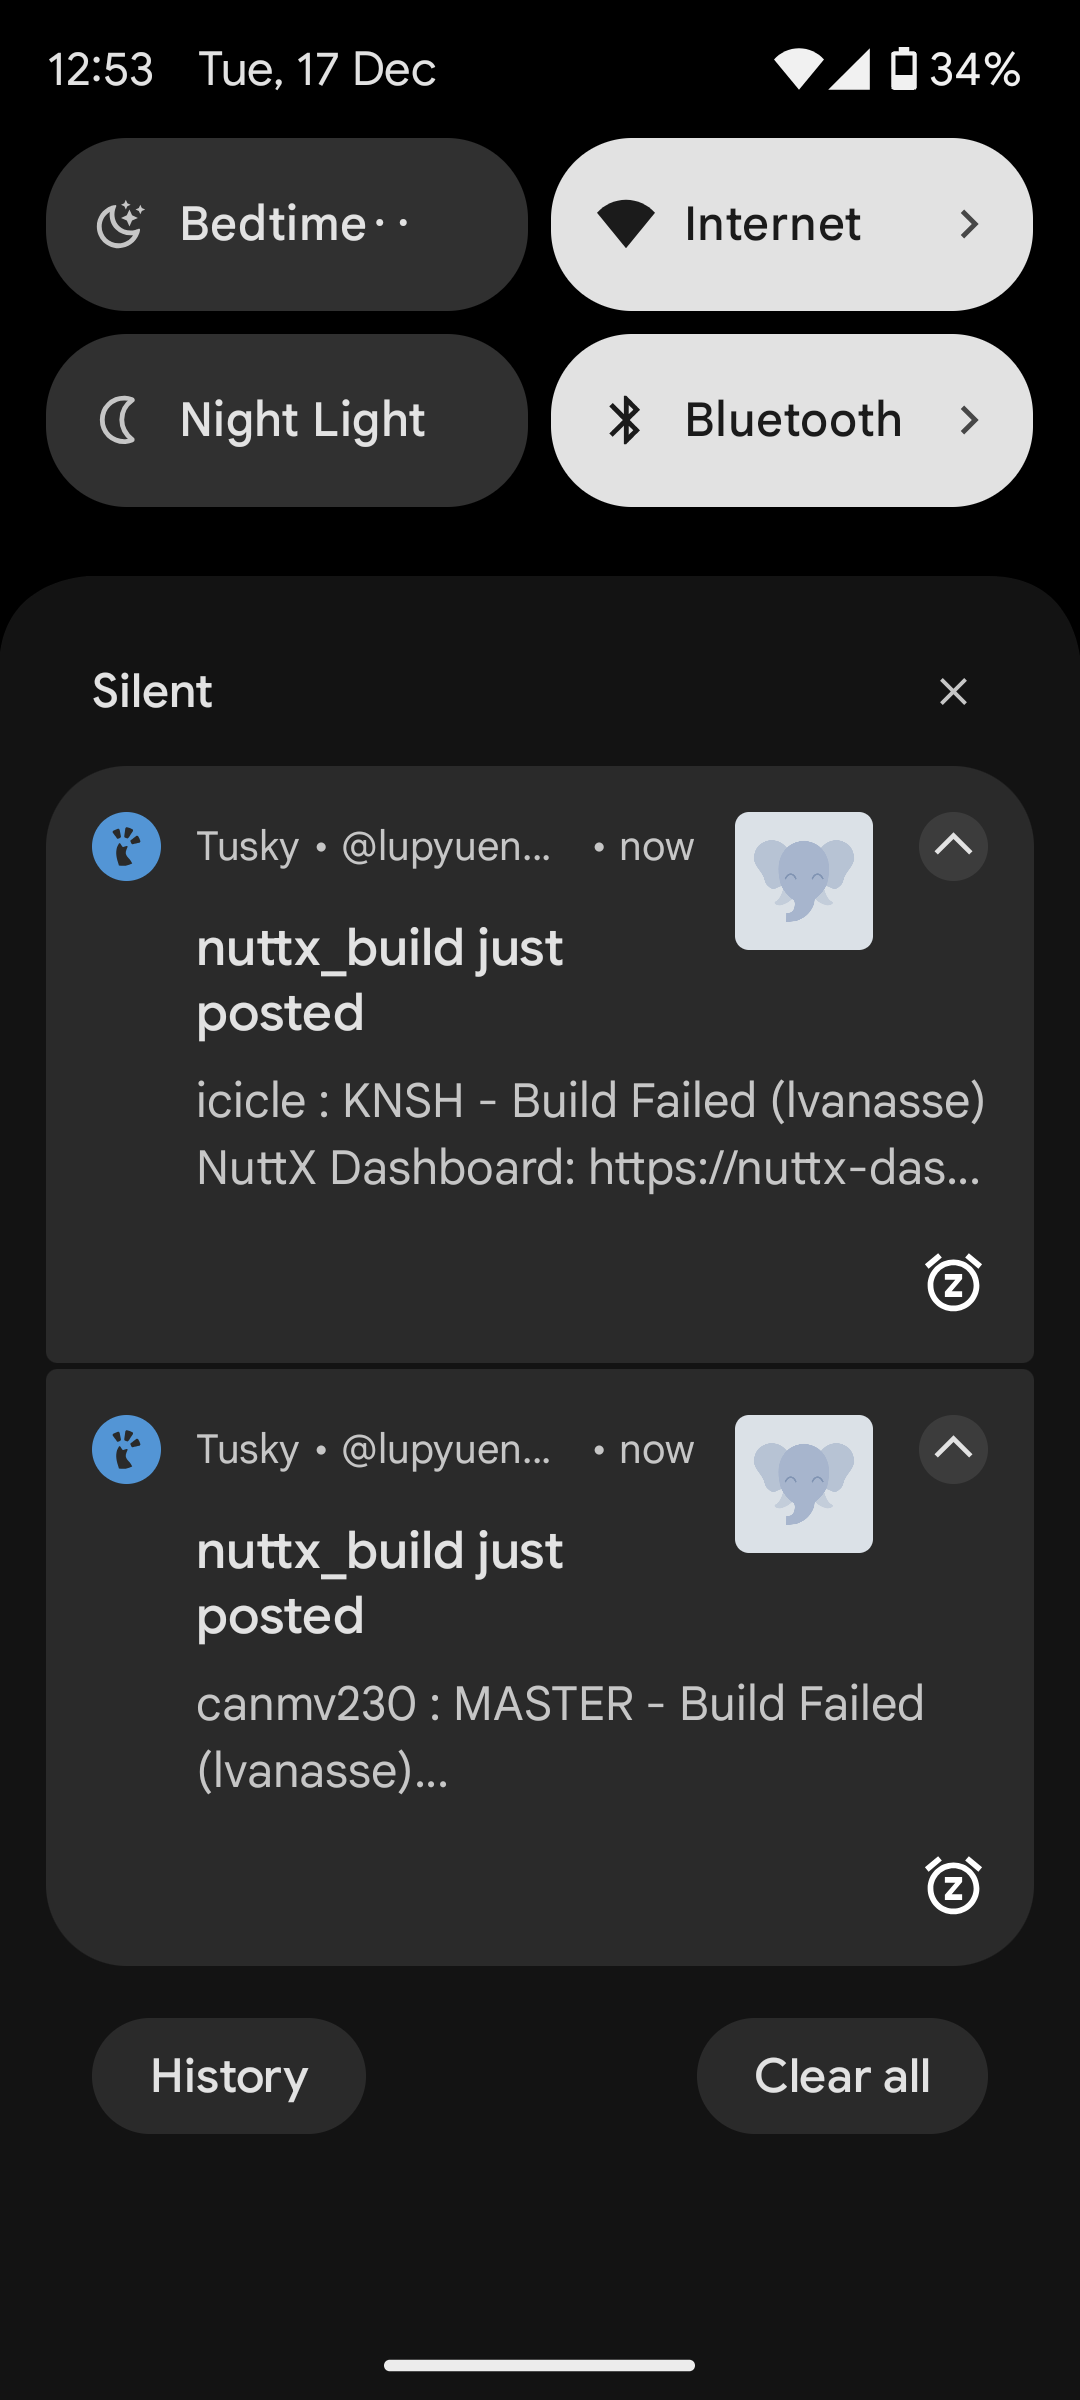 12:53 Tue, 17 Dec 34%
Bedtime
Internet
Night Light
Bluetooth
Silent
Tusky • @lupyuen... • now
nuttx_build just
posted
icicle : KNSH - Build Failed (lvanasse)
NuttX Dashboard: https://nuttx-das...
Tusky • @lupyuen... • now
nuttx_build just
posted
canmv230 : MASTER - Build Failed
(lvanasse)...
History
Clear all